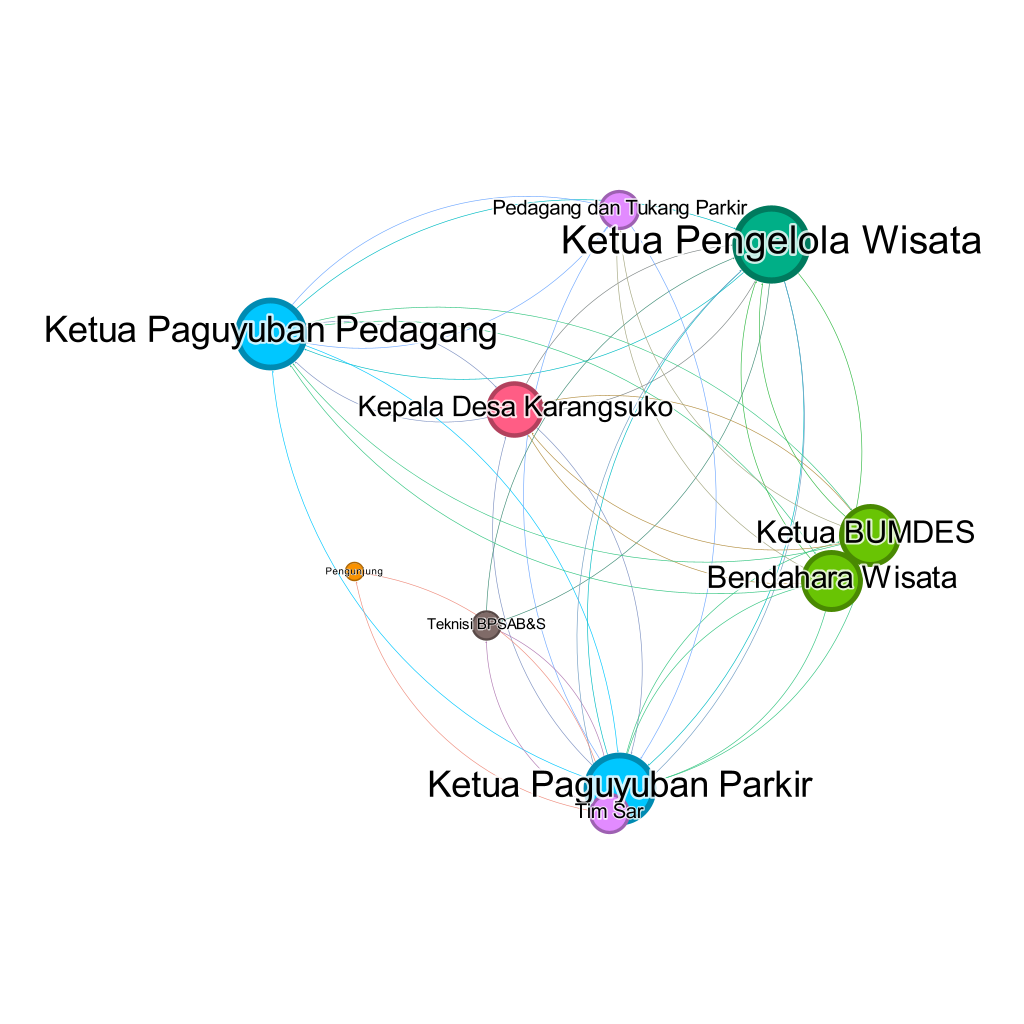 Pedagang dan Tukang Parkir
Ketua Pengelola Wisata
Ketua Paguyuban Pedagang
Kepala Desa Karangsuko
Ketua BUMDES
Pengunjung
Bendahara Wisata
Teknisi BPSAB&S
Ketua Paguyuban Parkir
Tim Sar